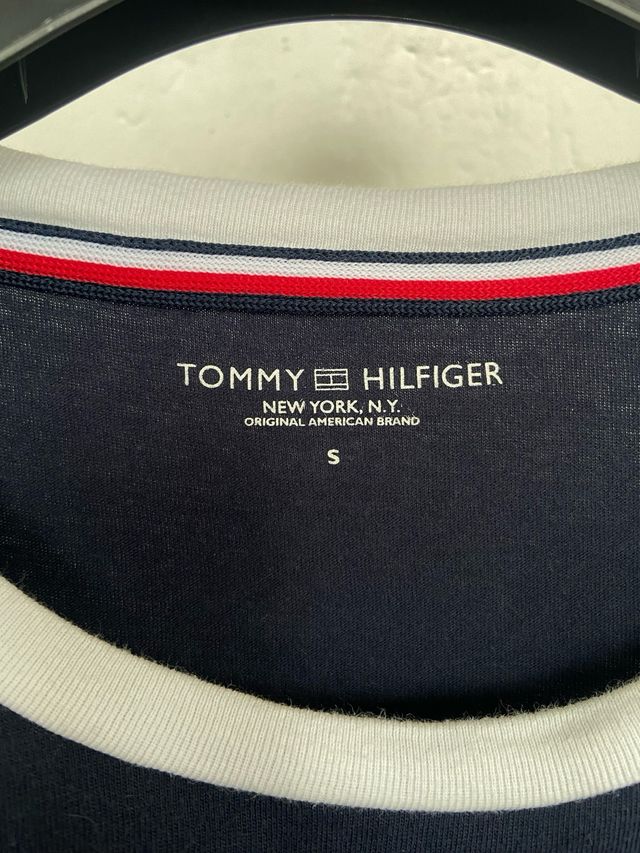 TOMMY HILFIGER
NEW YORK, N.Y.
ORIGINAL AMERICAN BRAND
S